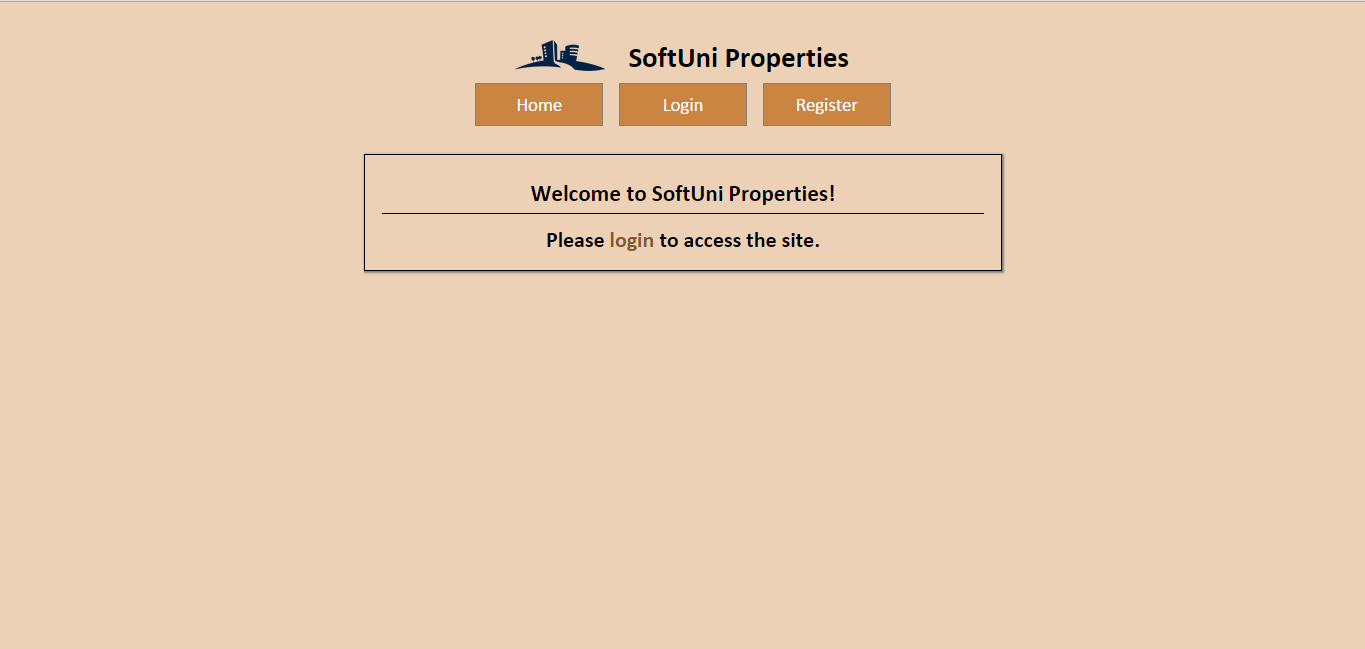 SoftUni Properties
Home Login Register
Welcome to SoftUni Properties!
Please login to access the site.